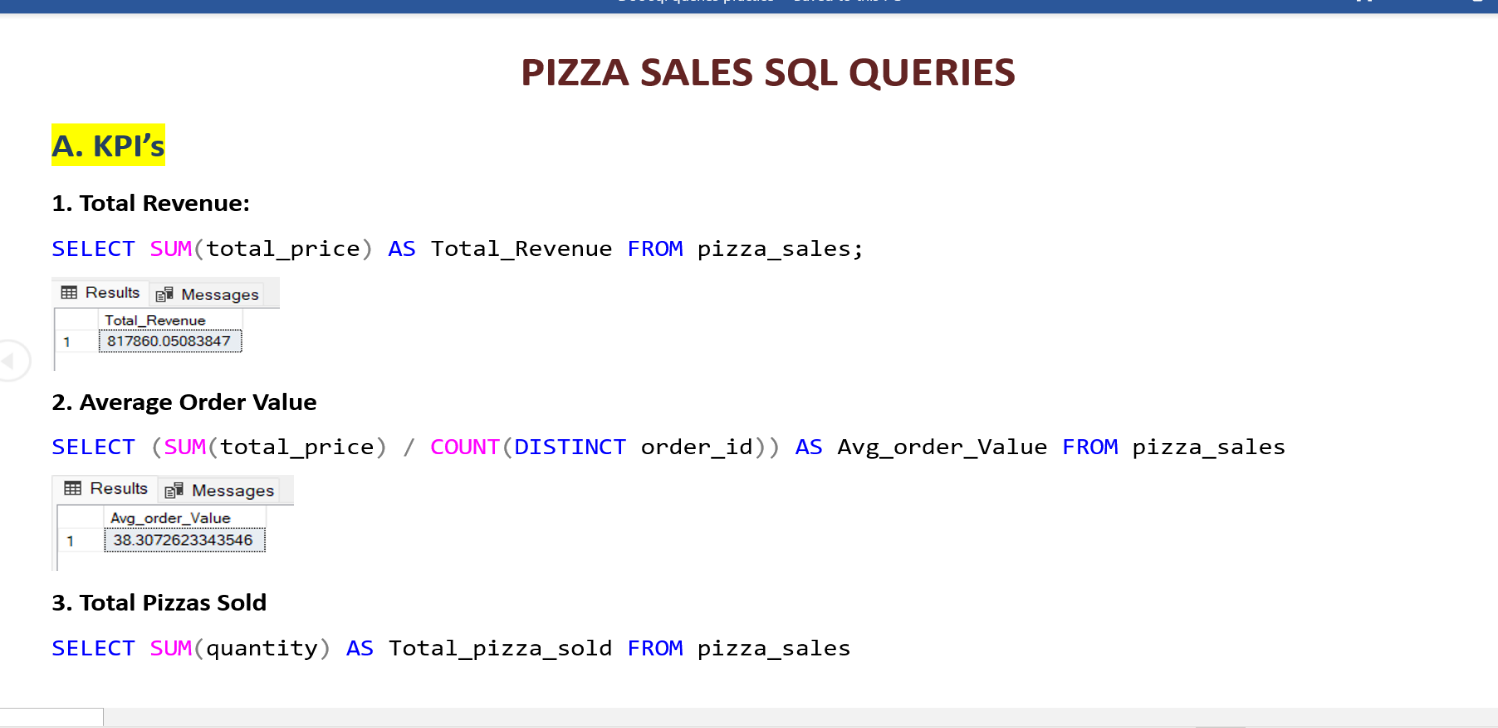 PIZZA SALES SQL QUERIES
A. KPI’s
1. Total Revenue:
SELECT SUM(total_price) AS Total_Revenue FROM pizza_sales;
Results Messages
Total_Revenue
1 817860.05083847
2. Average Order Value
SELECT (SUM(total_price) / COUNT(DISTINCT order_id)) AS Avg_order_Value FROM pizza_sales
Results Messages
Avg_order_Value
1 38.3072623343546
3. Total Pizzas Sold
SELECT SUM(quantity) AS Total_pizza_sold FROM pizza_sales